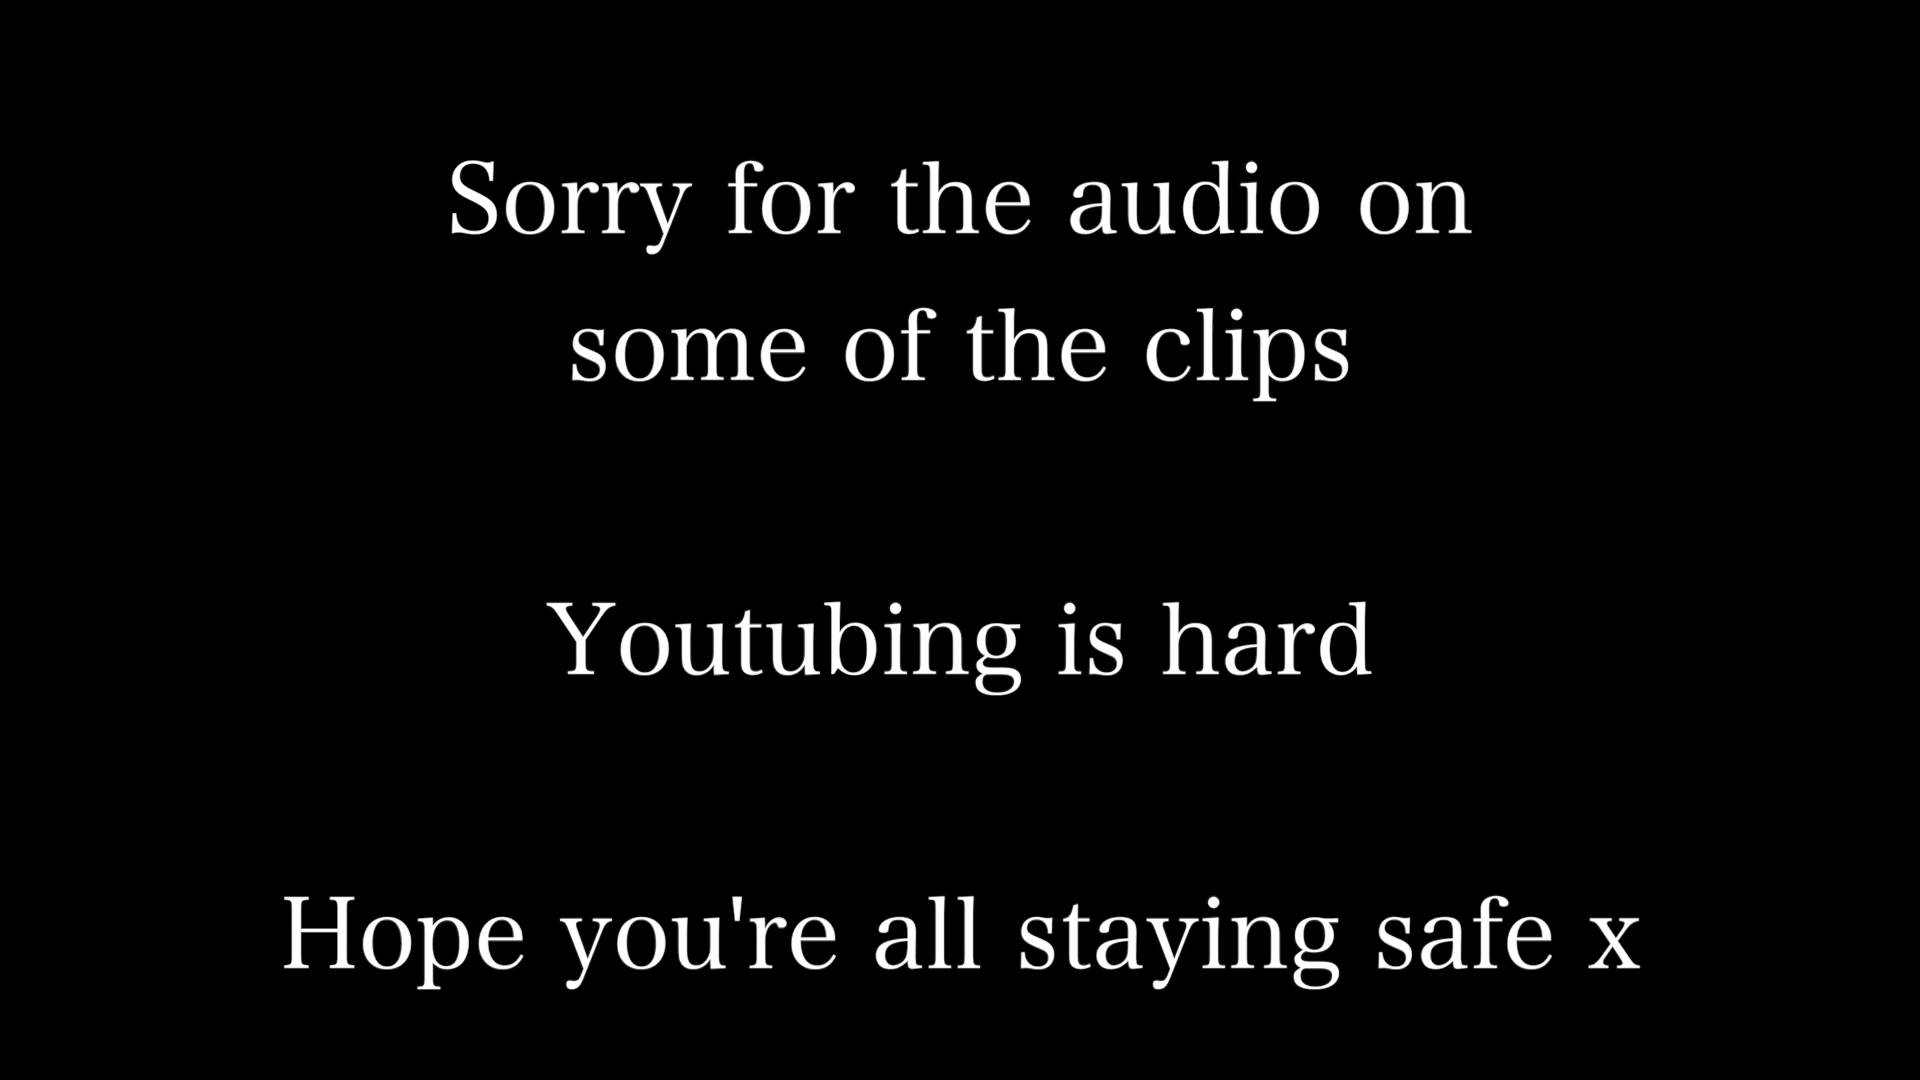 Sorry for the audio on
some of the clips
Youtubing is hard
Hope you're all staying safe x